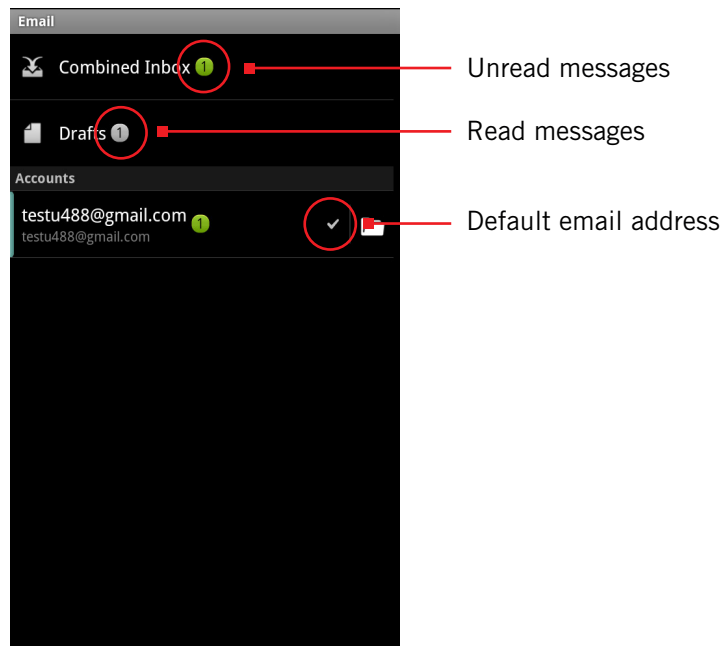 Email
Combined Inbox 1
Unread messages
Drafts 1
Read messages
Accounts
testu488@gmail.com 1
testu488@gmail.com
Default email address